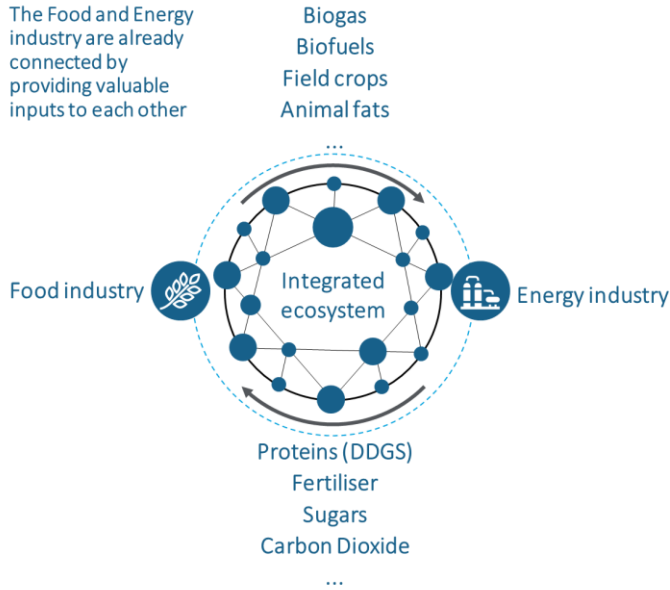 The Food and Energy
industry are already
connected by
providing valuable
inputs to each other
Biogas
Biofuels
Field crops
Animal fats
...
Food industry
Integrated
ecosystem
Energy industry
Proteins (DDGS)
Fertiliser
Sugars
Carbon Dioxide
...